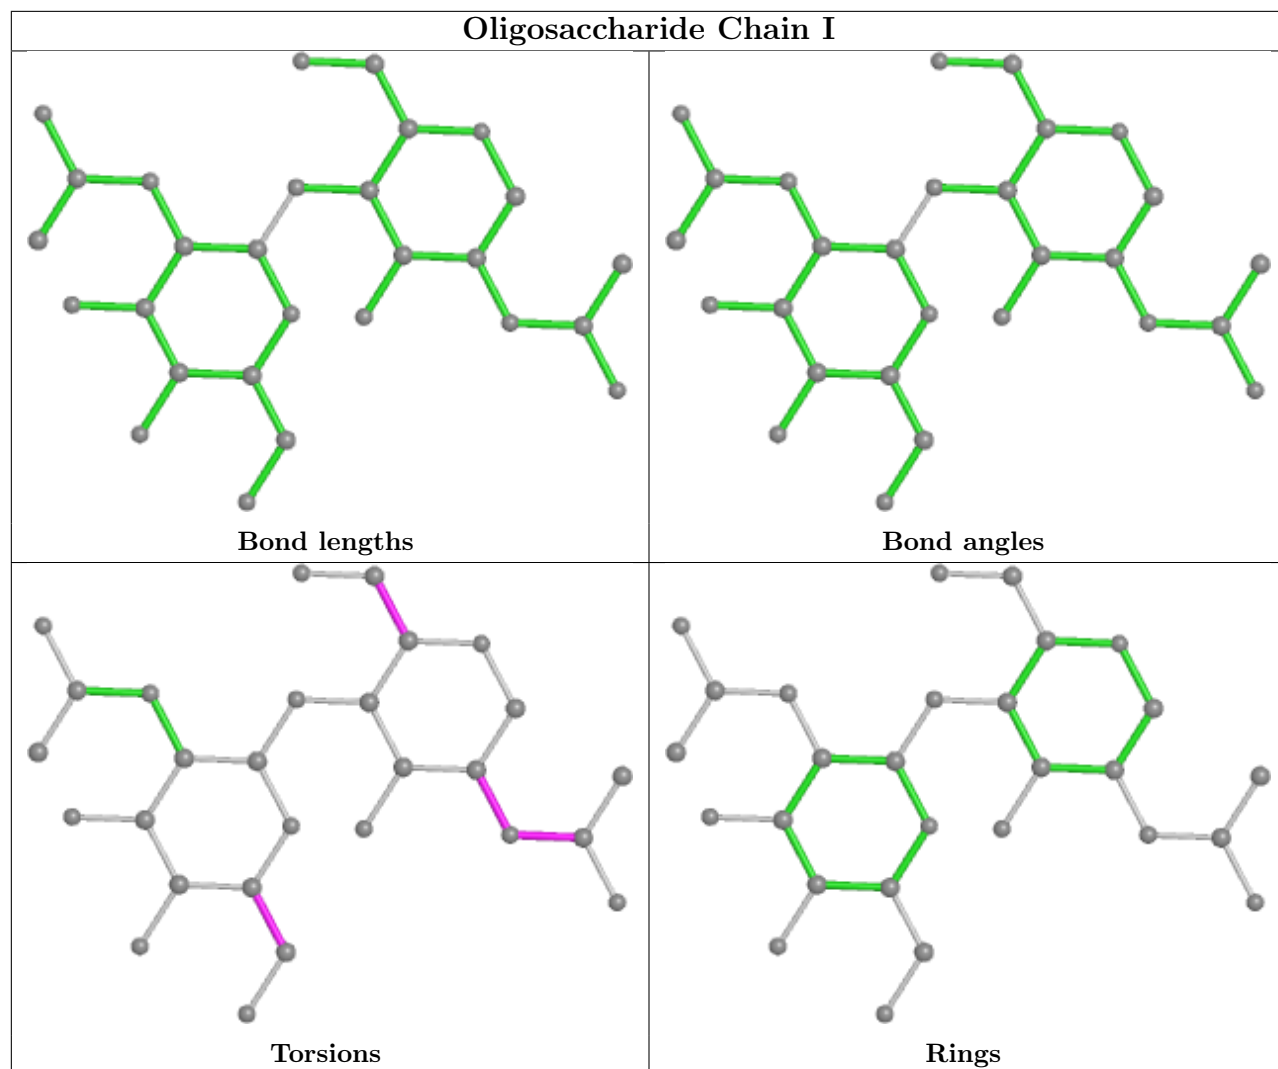 Oligosaccharide Chain I
Bond lengths
Bond angles
Torsions
Rings